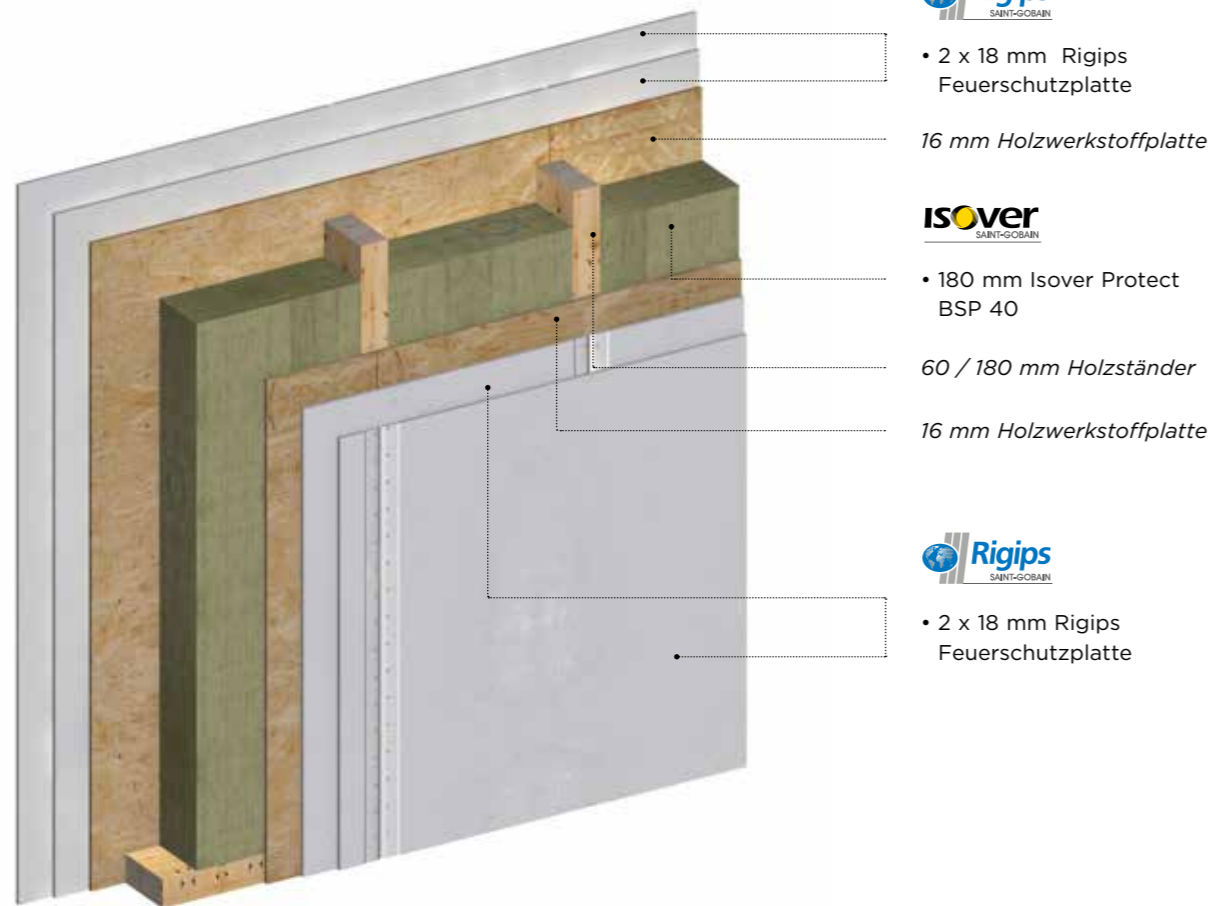 SAINT-GOBAIN
• 2 x 18 mm Rigips
Feuerschutzplatte
16 mm Holzwerkstoffplatte
isover
SAINT-GOBAIN
• 180 mm Isover Protect
BSP 40
60 / 180 mm Holzständer
16 mm Holzwerkstoffplatte
Rigips
SAINT-GOBAIN
• 2 x 18 mm Rigips
Feuerschutzplatte